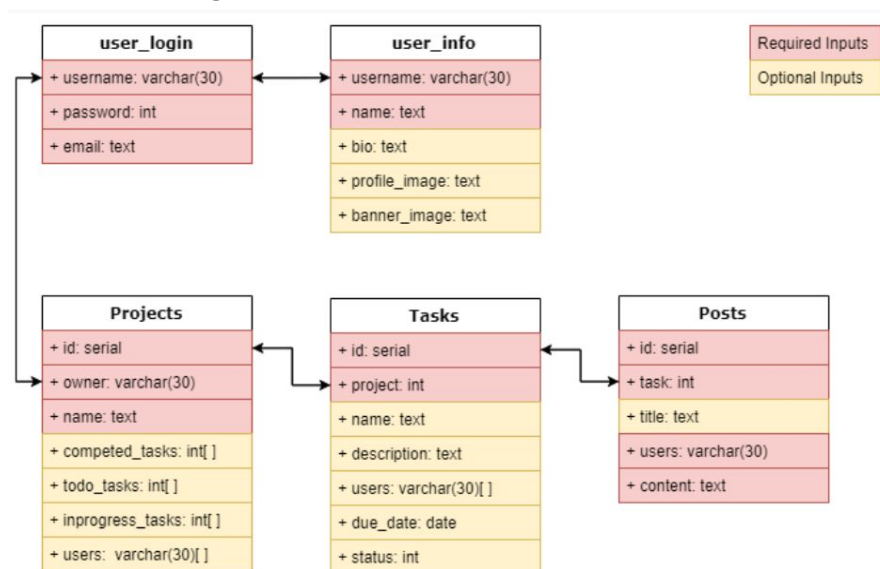 user_login
+ username: varchar(30)
+ password: int
+ email: text
user_info
+ username: varchar(30)
+ name: text
+ bio: text
+ profile_image: text
+ banner_image: text
Required Inputs
Optional Inputs
Projects
+ id: serial
+ owner: varchar(30)
+ name: text
+ competed_tasks: int[ ]
+ todo_tasks: int[ ]
+ inprogress_tasks: int[ ]
+ users: varchar(30)[ ]
Tasks
+ id: serial
+ project: int
+ name: text
+ description: text
+ users: varchar(30)[ ]
+ due_date: date
+ status: int
Posts
+ id: serial
+ task: int
+ title: text
+ users: varchar(30)
+ content: text